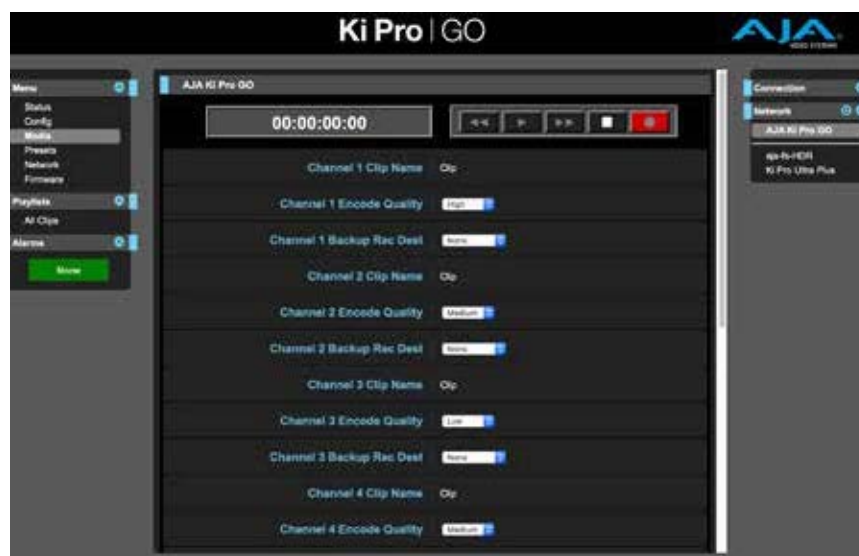 Ki Pro | GO
AJA
VIDEO SYSTEMS
Menu
Status
Config
Media
Presets
Network
Firmware
Playlists
All Clips
Alarms
None
AJA Ki Pro GO
00:00:00:00
Channel 1 Clip Name Clip
Channel 1 Encode Quality High
Channel 1 Backup Rec Dest None
Channel 2 Clip Name Clip
Channel 2 Encode Quality Medium
Channel 2 Backup Rec Dest None
Channel 3 Clip Name Clip
Channel 3 Encode Quality Low
Channel 3 Backup Rec Dest None
Channel 4 Clip Name Clip
Channel 4 Encode Quality Medium
Connection
Network
AJA Ki Pro GO
aja-fs-HDR
Ki Pro Ultra Plus